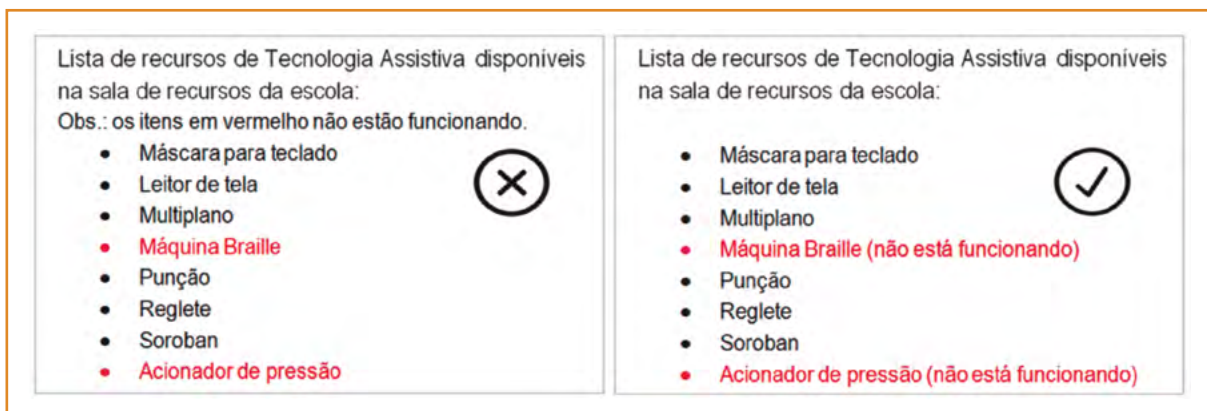 Lista de recursos de Tecnologia Assistiva disponíveis
na sala de recursos da escola:
Obs.: os itens em vermelho não estão funcionando.
• Máscara para teclado
• Leitor de tela
• Multiplano
• Máquina Braille
• Punção
• Reglete
• Soroban
• Acionador de pressão
Lista de recursos de Tecnologia Assistiva disponíveis
na sala de recursos da escola:
• Máscara para teclado
• Leitor de tela
• Multiplano
• Máquina Braille (não está funcionando)
• Punção
• Reglete
• Soroban
• Acionador de pressão (não está funcionando)